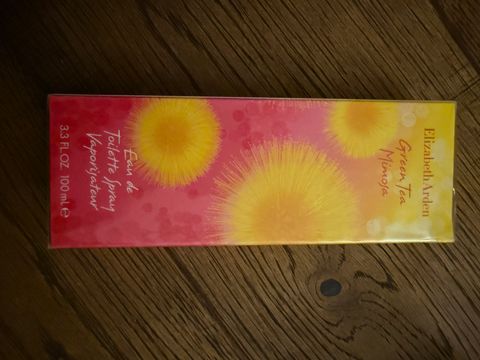 Elizabeth Arden
Green Tea
Mimosa
Eau de
Toilette Spray
Vaporisateur
3.3 FL.OZ. 100 ml e